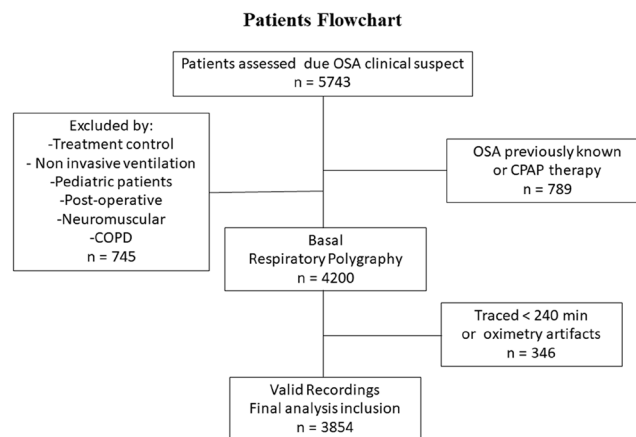 Patients Flowchart
Patients assessed due OSA clinical suspect
n = 5743
Excluded by:
-Treatment control
- Non invasive ventilation
-Pediatric patients
-Post-operative
-Neuromuscular
-COPD
n = 745
OSA previously known
or CPAP therapy
n = 789
Basal
Respiratory Polygraphy
n = 4200
Traced < 240 min
or oximetry artifacts
n = 346
Valid Recordings
Final analysis inclusion
n = 3854